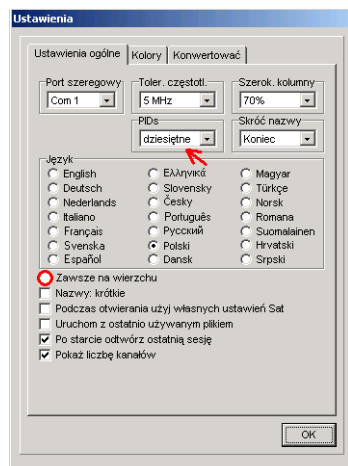 Ustawienia
Ustawienia ogólne Kolory Konwertować
Port szeregowy Toler. częstotl. Szerok. kolumny
Com 1 5 MHz 70%
PIDs Skróć nazwy
dziesiętne Koniec
Język
English Ελληνικά Magyar
Deutsch Slovensky Türkçe
Nederlands Česky Norsk
Italiano Português Romana
Français Русский Suomalainen
Svenska Polski Hrvatski
Español Dansk Srpski
Zawsze na wierzchu
Nazwy: krótkie
Podczas otwierania użyj własnych ustawień Sat
Uruchom z ostatnio używanym plikiem
Po starcie odtwórz ostatnią sesję
Pokaż liczbę kanałów
OK